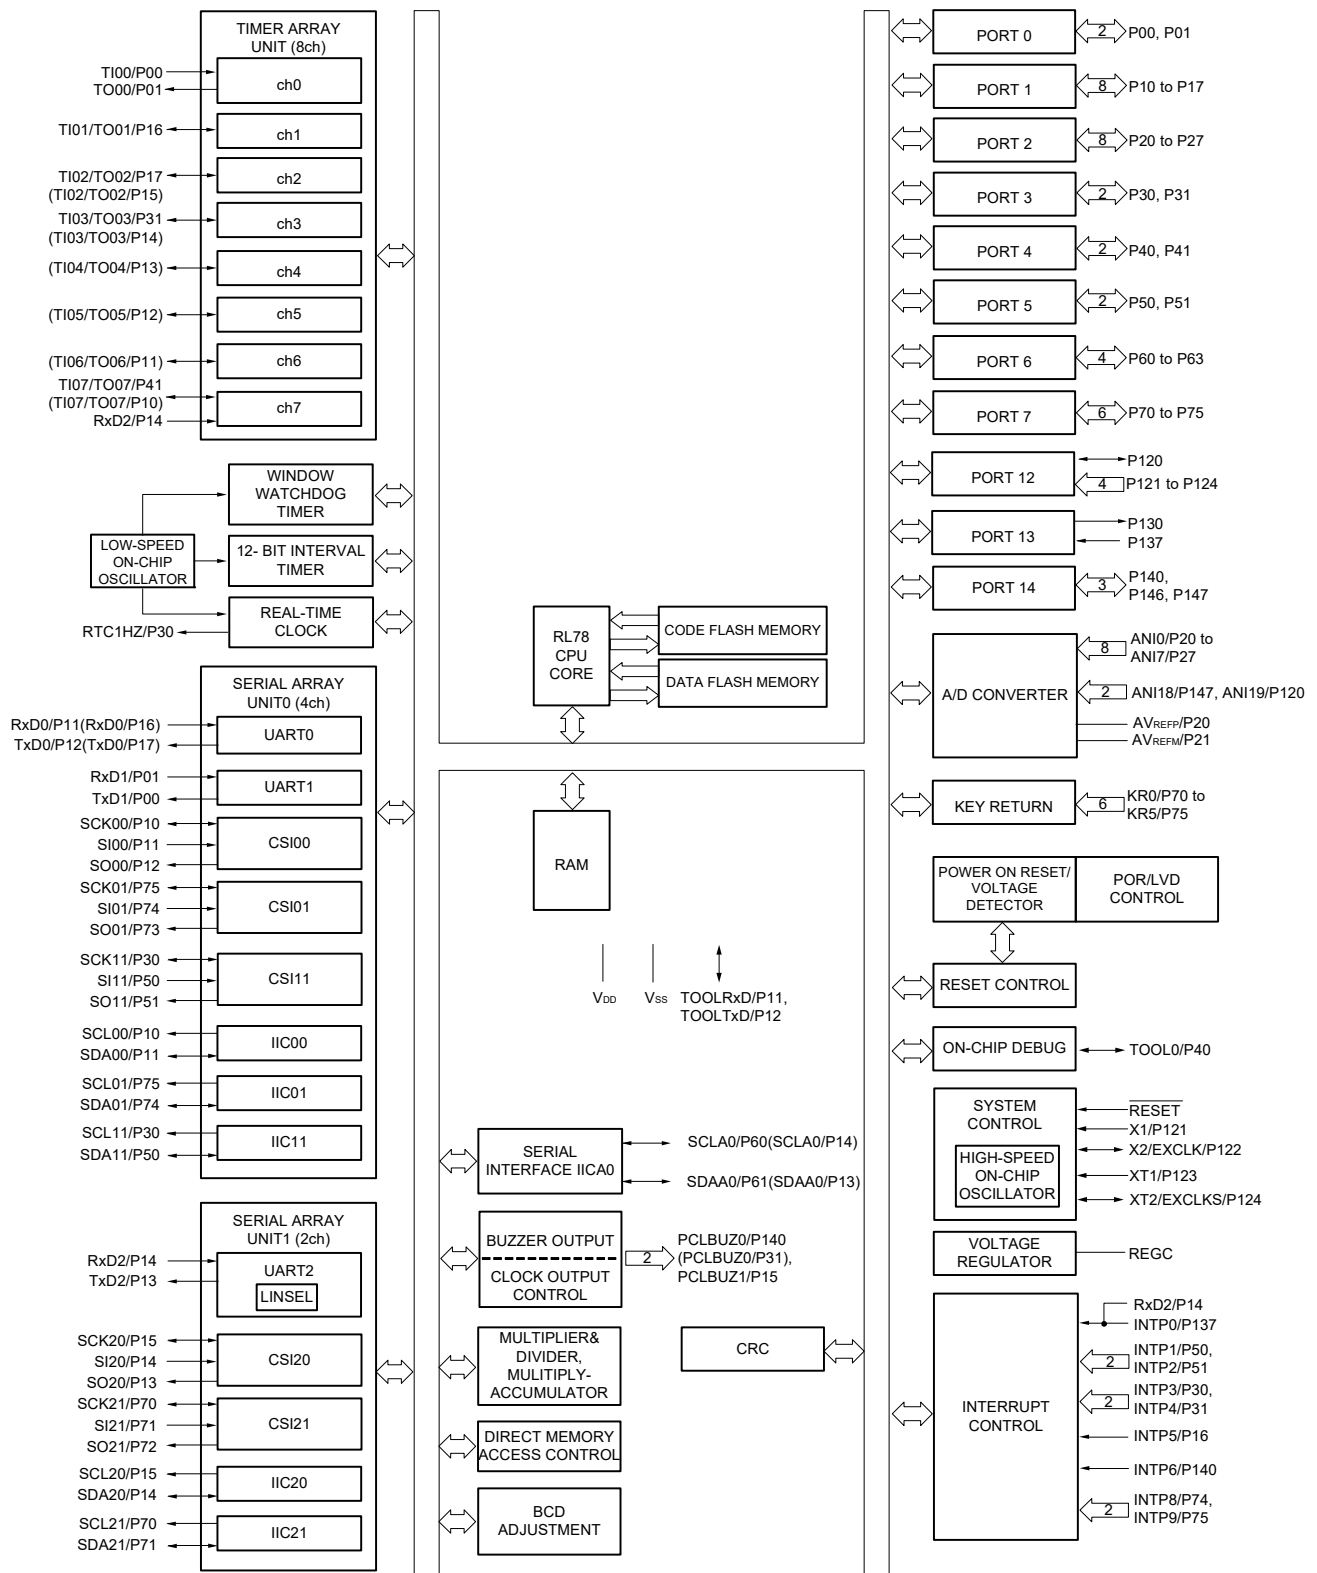 TIMER ARRAY
UNIT (8ch)
TI00/P00
TO00/P01
ch0
TI01/TO01/P16
ch1
TI02/TO02/P17
(TI02/TO02/P15)
ch2
TI03/TO03/P31
(TI03/TO03/P14)
ch3
(TI04/TO04/P13)
ch4
(TI05/TO05/P12)
ch5
(TI06/TO06/P11)
ch6
TI07/TO07/P41
(TI07/TO07/P10)
RxD2/P14
ch7
WINDOW
WATCHDOG
TIMER
LOW-SPEED
ON-CHIP
OSCILLATOR
12- BIT INTERVAL
TIMER
REAL-TIME
CLOCK
RTC1HZ/P30
SERIAL ARRAY
UNIT0 (4ch)
RxD0/P11(RxD0/P16)
TxD0/P12(TxD0/P17)
UART0
RxD1/P01
TxD1/P00
UART1
SCK00/P10
SI00/P11
SO00/P12
CSI00
SCK01/P75
SI01/P74
SO01/P73
CSI01
SCK11/P30
SI11/P50
SO11/P51
CSI11
SCL00/P10
SDA00/P11
IIC00
SCL01/P75
SDA01/P74
IIC01
SCL11/P30
SDA11/P50
IIC11
SERIAL ARRAY
UNIT1 (2ch)
RxD2/P14
TxD2/P13
UART2
LINSEL
SCK20/P15
SI20/P14
SO20/P13
CSI20
SCK21/P70
SI21/P71
SO21/P72
CSI21
SCL20/P15
SDA20/P14
IIC20
SCL21/P70
SDA21/P71
IIC21
RL78
CPU
CORE
CODE FLASH MEMORY
DATA FLASH MEMORY
RAM
VDD
VSS
TOOLRxD/P11,
TOOLTxD/P12
SERIAL
INTERFACE IICA0
SCLA0/P60(SCLA0/P14)
SDAA0/P61(SDAA0/P13)
BUZZER OUTPUT
CLOCK OUTPUT
CONTROL
2
PCLBUZ0/P140
(PCLBUZ0/P31),
PCLBUZ1/P15
MULTIPLIER&
DIVIDER,
MULITIPLY-
ACCUMULATOR
DIRECT MEMORY
ACCESS CONTROL
BCD
ADJUSTMENT
CRC
PORT 0
2
P00, P01
PORT 1
8
P10 to P17
PORT 2
8
P20 to P27
PORT 3
2
P30, P31
PORT 4
2
P40, P41
PORT 5
2
P50, P51
PORT 6
4
P60 to P63
PORT 7
6
P70 to P75
PORT 12
P120
4
P121 to P124
PORT 13
P130
P137
PORT 14
3
P140,
P146, P147
A/D CONVERTER
8
ANI0/P20 to
ANI7/P27
2
ANI18/P147, ANI19/P120
AVREFP/P20
AVREFM/P21
KEY RETURN
6
KR0/P70 to
KR5/P75
POWER ON RESET/
VOLTAGE
DETECTOR
POR/LVD
CONTROL
RESET CONTROL
ON-CHIP DEBUG
TOOL0/P40
SYSTEM
CONTROL
HIGH-SPEED
ON-CHIP
OSCILLATOR
RESET
X1/P121
X2/EXCLK/P122
XT1/P123
XT2/EXCLKS/P124
VOLTAGE
REGULATOR
REGC
INTERRUPT
CONTROL
RxD2/P14
INTP0/P137
2
INTP1/P50,
INTP2/P51
2
INTP3/P30,
INTP4/P31
INTP5/P16
INTP6/P140
2
INTP8/P74,
INTP9/P75